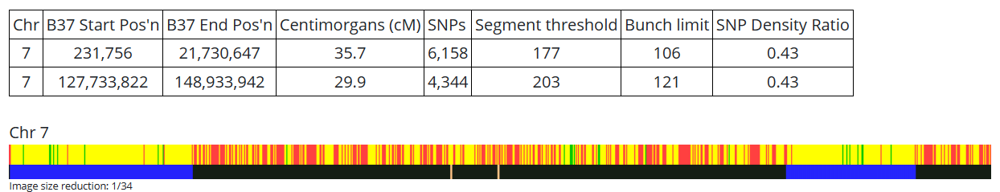 Chr B37 Start Pos'n B37 End Pos'n Centimorgans (cM) SNPs Segment threshold Bunch limit SNP Density Ratio
7 231,756 21,730,647 35.7 6,158 177 106 0.43
7 127,733,822 148,933,942 29.9 4,344 203 121 0.43
Chr 7
Image size reduction: 1/34